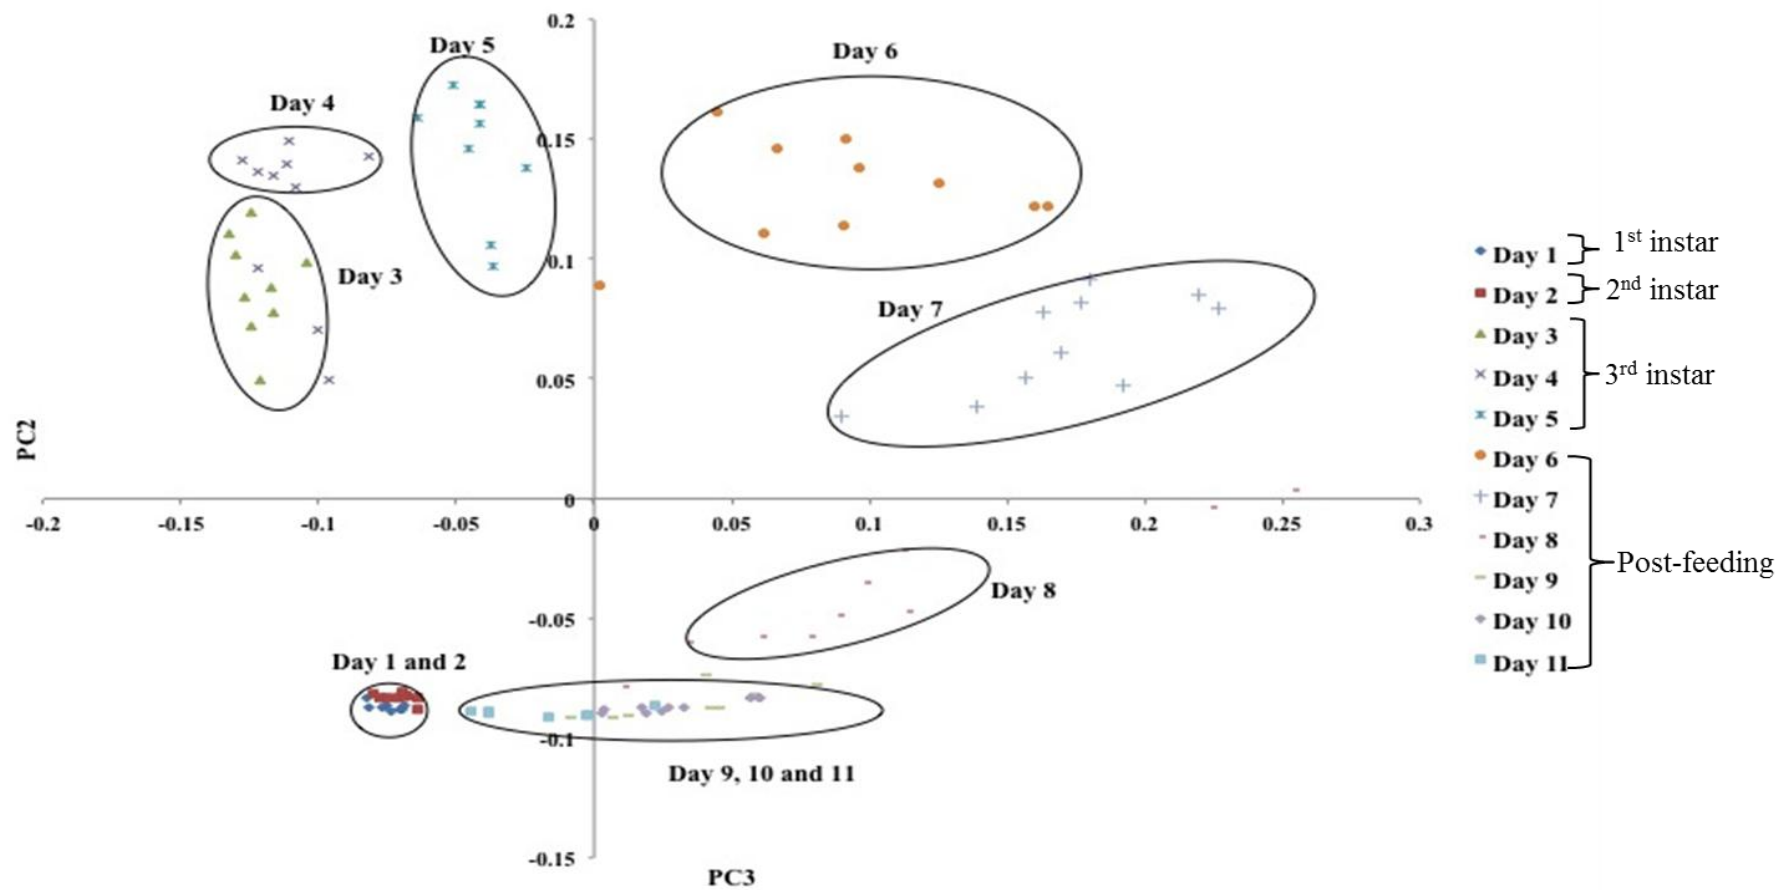 0.2
Day 5
Day 6
Day 4
0.15
Day 3
0.1
Day 7
0.05
PC2
0
-0.2 -0.15 -0.1 -0.05 0 0.05 0.1 0.15 0.2 0.25 0.3
Day 8
-0.05
Day 1 and 2
-0.1
Day 9, 10 and 11
-0.15
PC3
Day 1 1st instar
Day 2 2nd instar
Day 3
Day 4 3rd instar
Day 5
Day 6
Day 7
Day 8 Post-feeding
Day 9
Day 10
Day 11